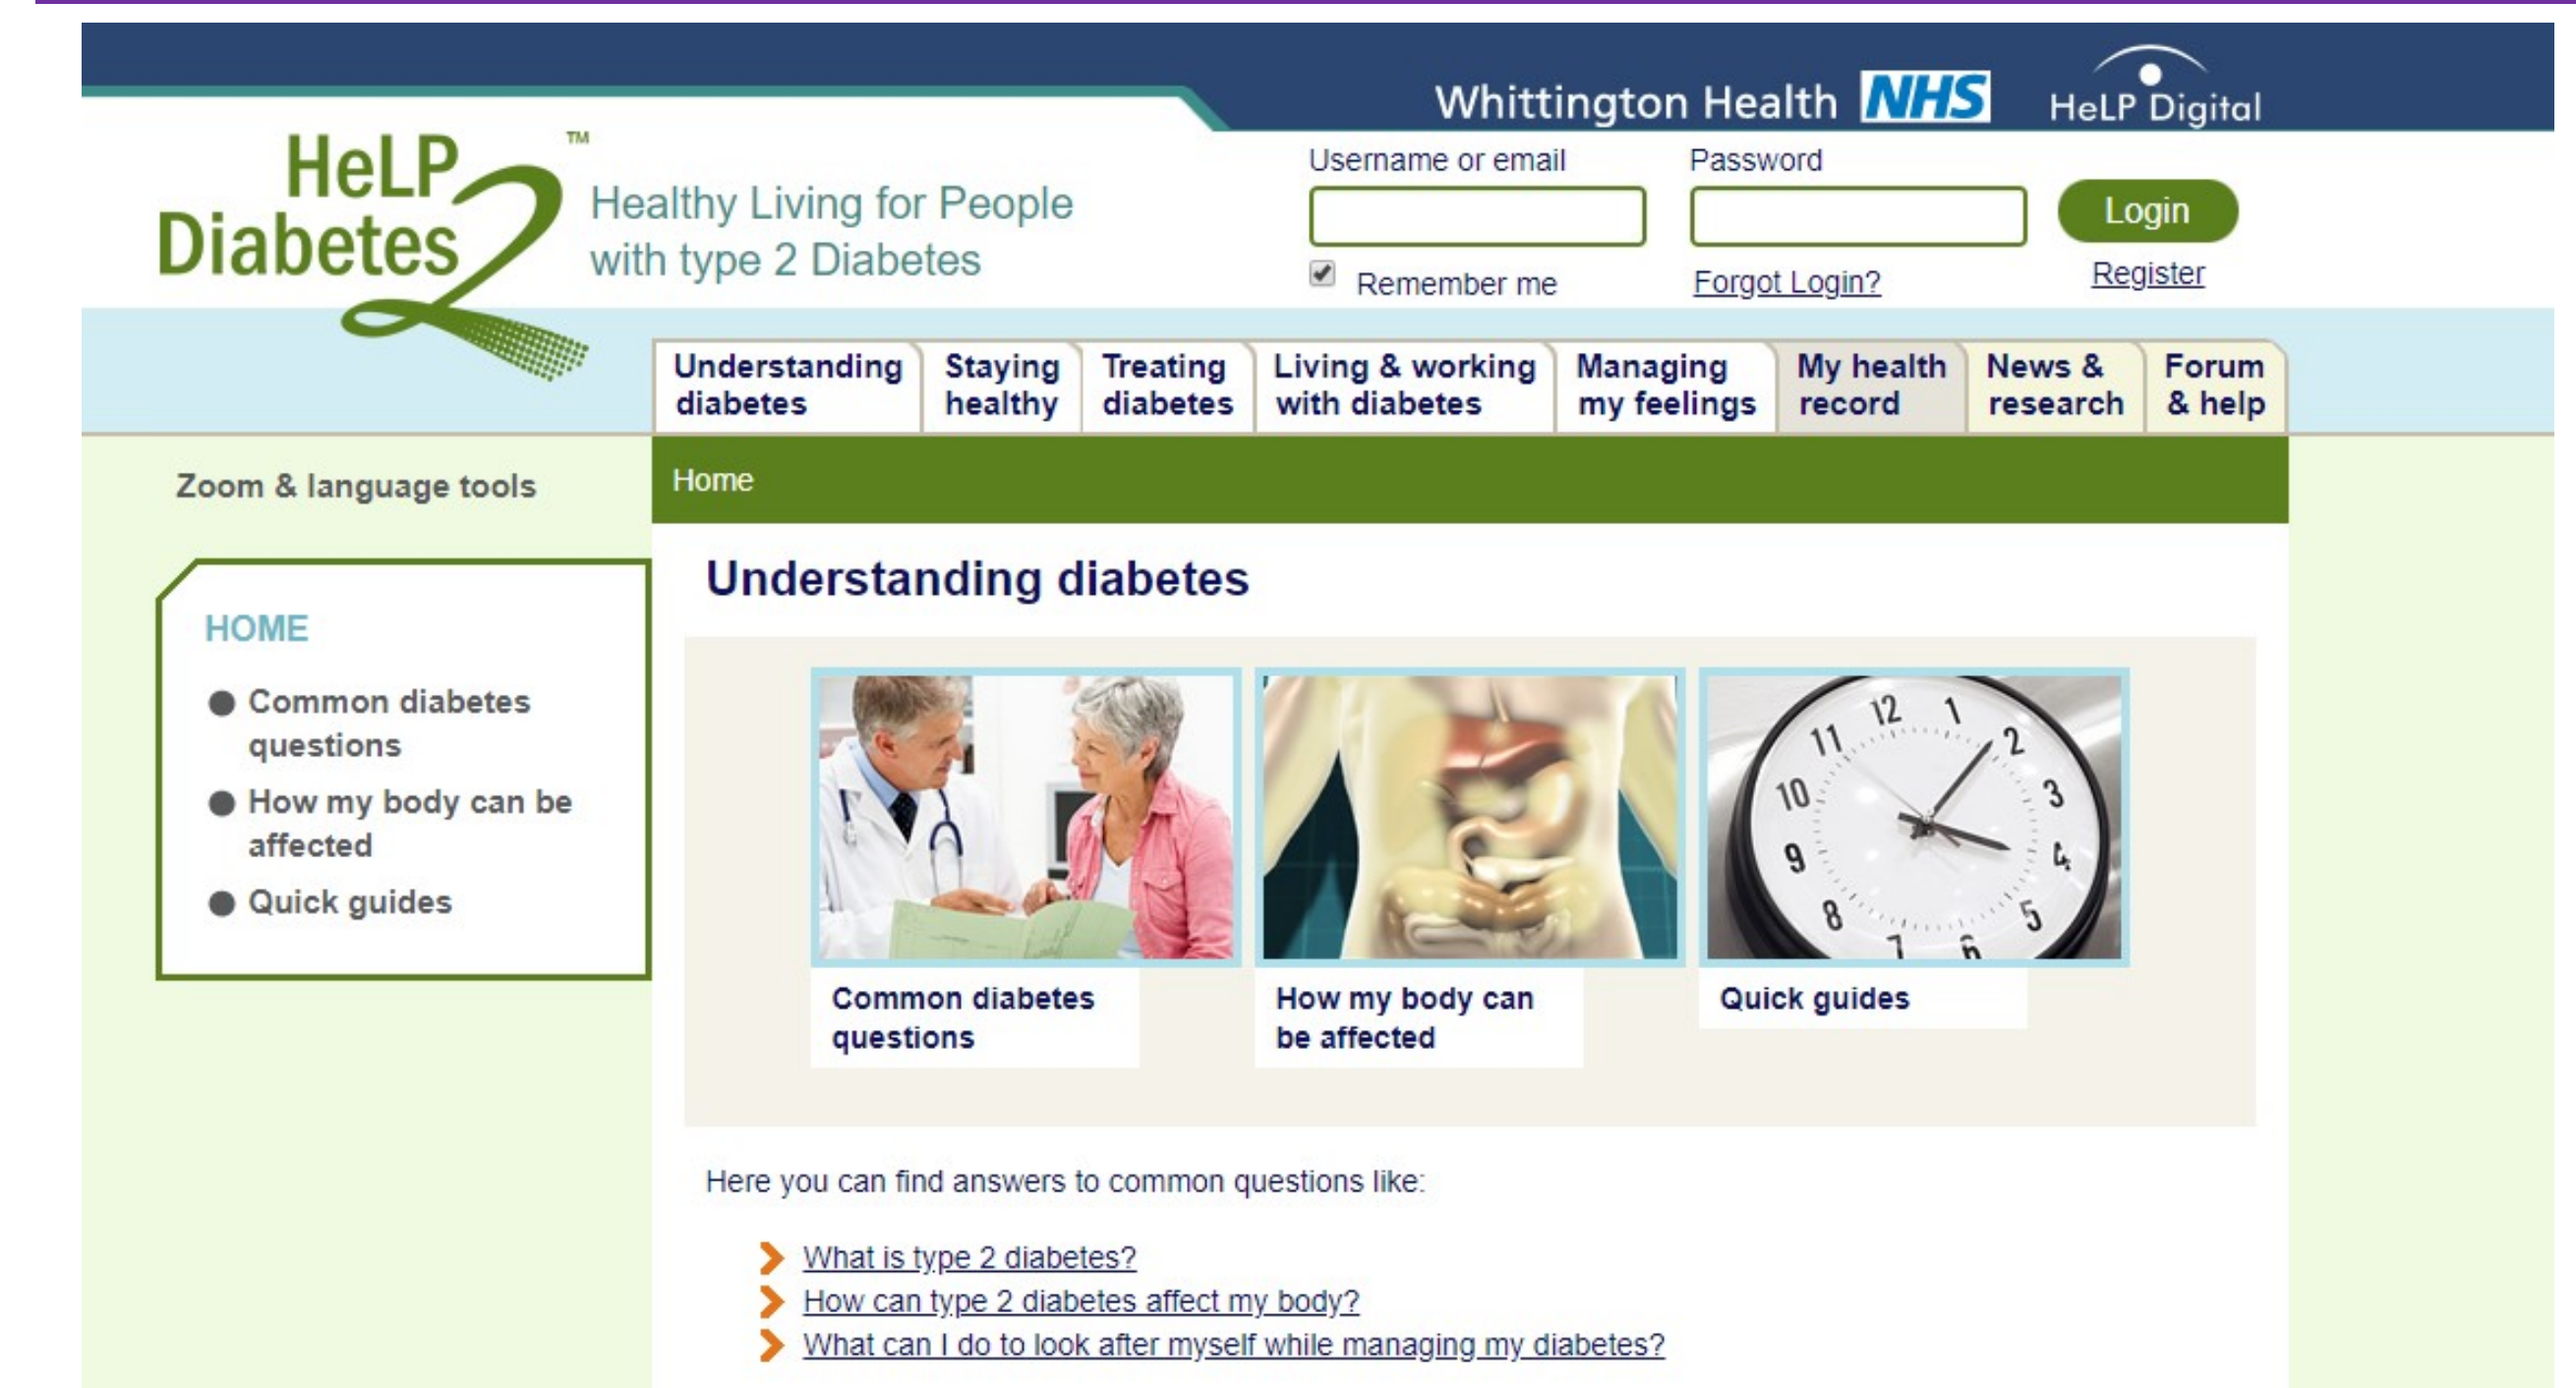 Whittington Health NHS
HeLP Digital
HeLP
Diabetes
2
™
Healthy Living for People
with type 2 Diabetes
Username or email
Password
Login
Remember me
Forgot Login?
Register
Understanding
diabetes
Staying
healthy
Treating
diabetes
Living & working
with diabetes
Managing
my feelings
My health
record
News &
research
Forum
& help
Zoom & language tools
Home
HOME
Common diabetes
questions
How my body can be
affected
Quick guides
Understanding diabetes
12
1
2
3
4
5
6
7
8
9
10
11
Common diabetes
questions
How my body can
be affected
Quick guides
Here you can find answers to common questions like:
What is type 2 diabetes?
How can type 2 diabetes affect my body?
What can I do to look after myself while managing my diabetes?